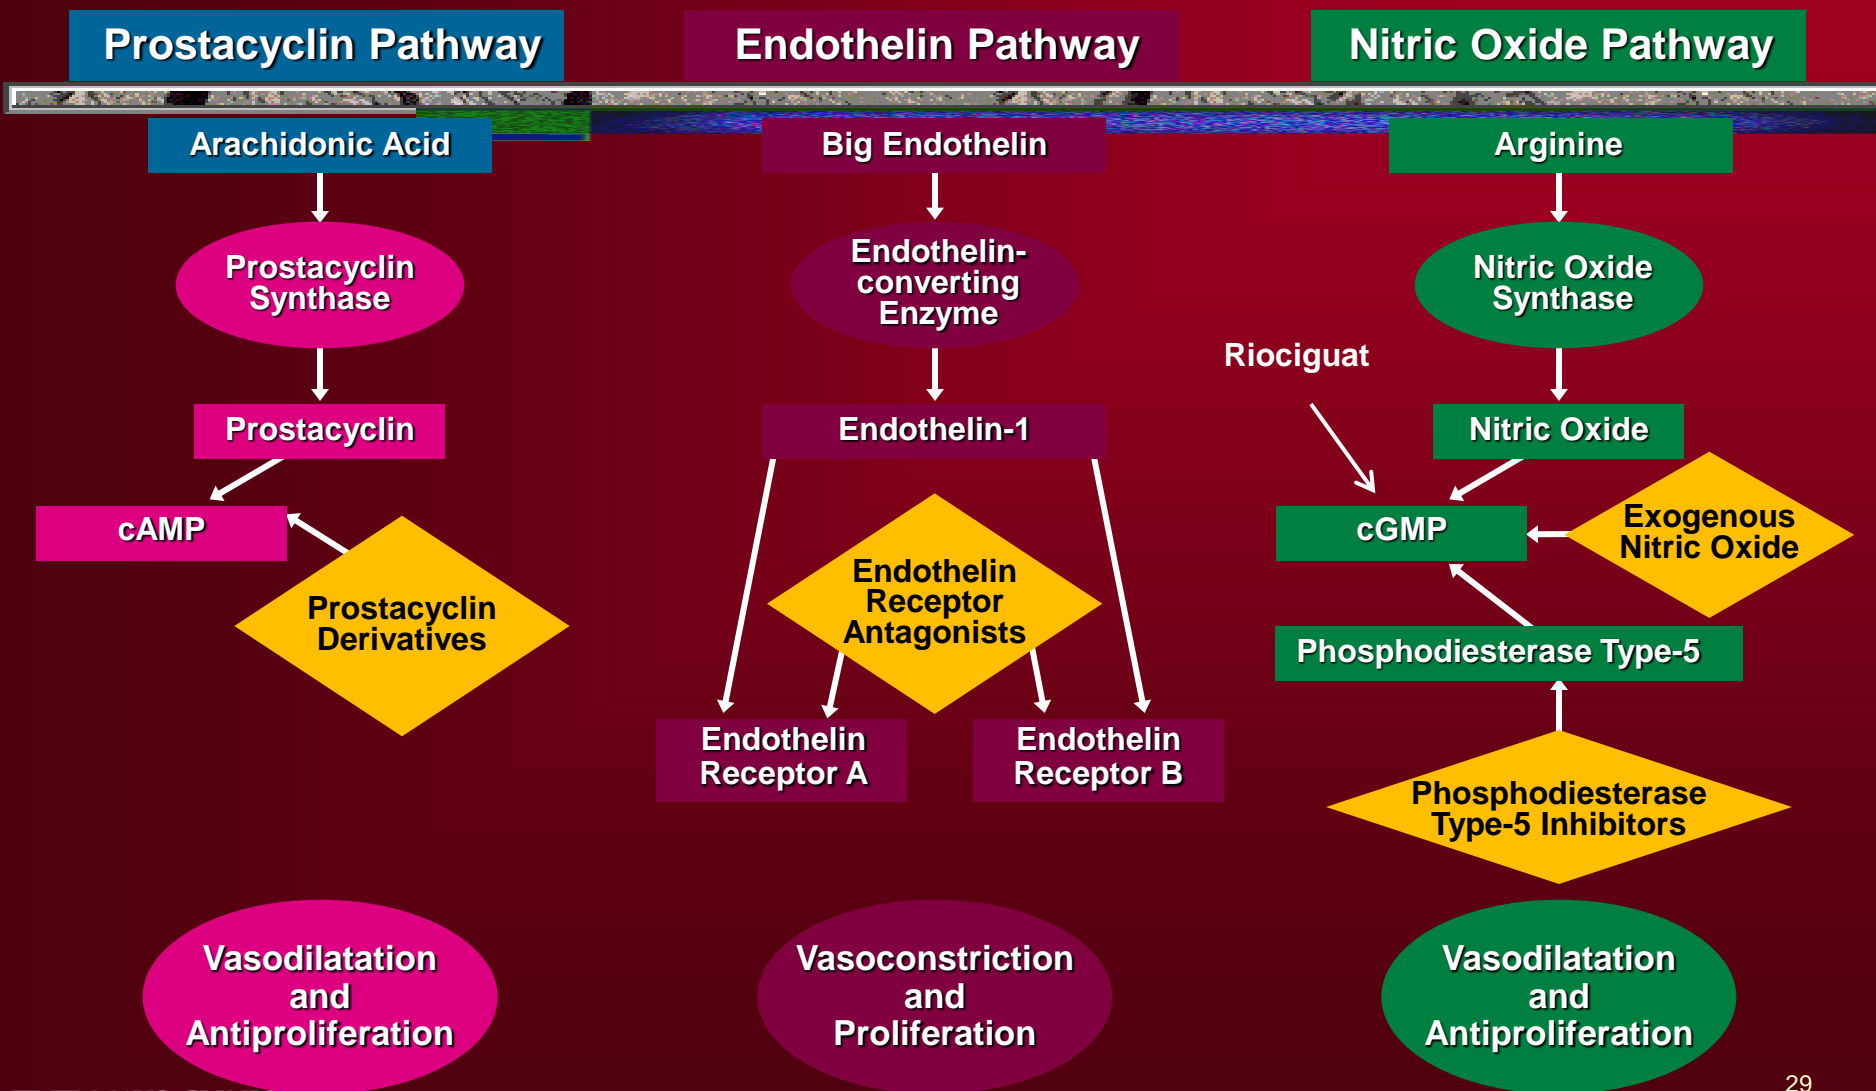 Prostacyclin Pathway
Endothelin Pathway
Nitric Oxide Pathway
Arachidonic Acid
Big Endothelin
Arginine
Prostacyclin
Synthase
Endothelin-
converting
Enzyme
Nitric Oxide
Synthase
Riociguat
Prostacyclin
Endothelin-1
Nitric Oxide
cAMP
cGMP
Exogenous
Nitric Oxide
Prostacyclin
Derivatives
Endothelin
Receptor
Antagonists
Phosphodiesterase Type-5
Endothelin
Receptor A
Endothelin
Receptor B
Phosphodiesterase
Type-5 Inhibitors
Vasodilatation
and
Antiproliferation
Vasoconstriction
and
Proliferation
Vasodilatation
and
Antiproliferation
29